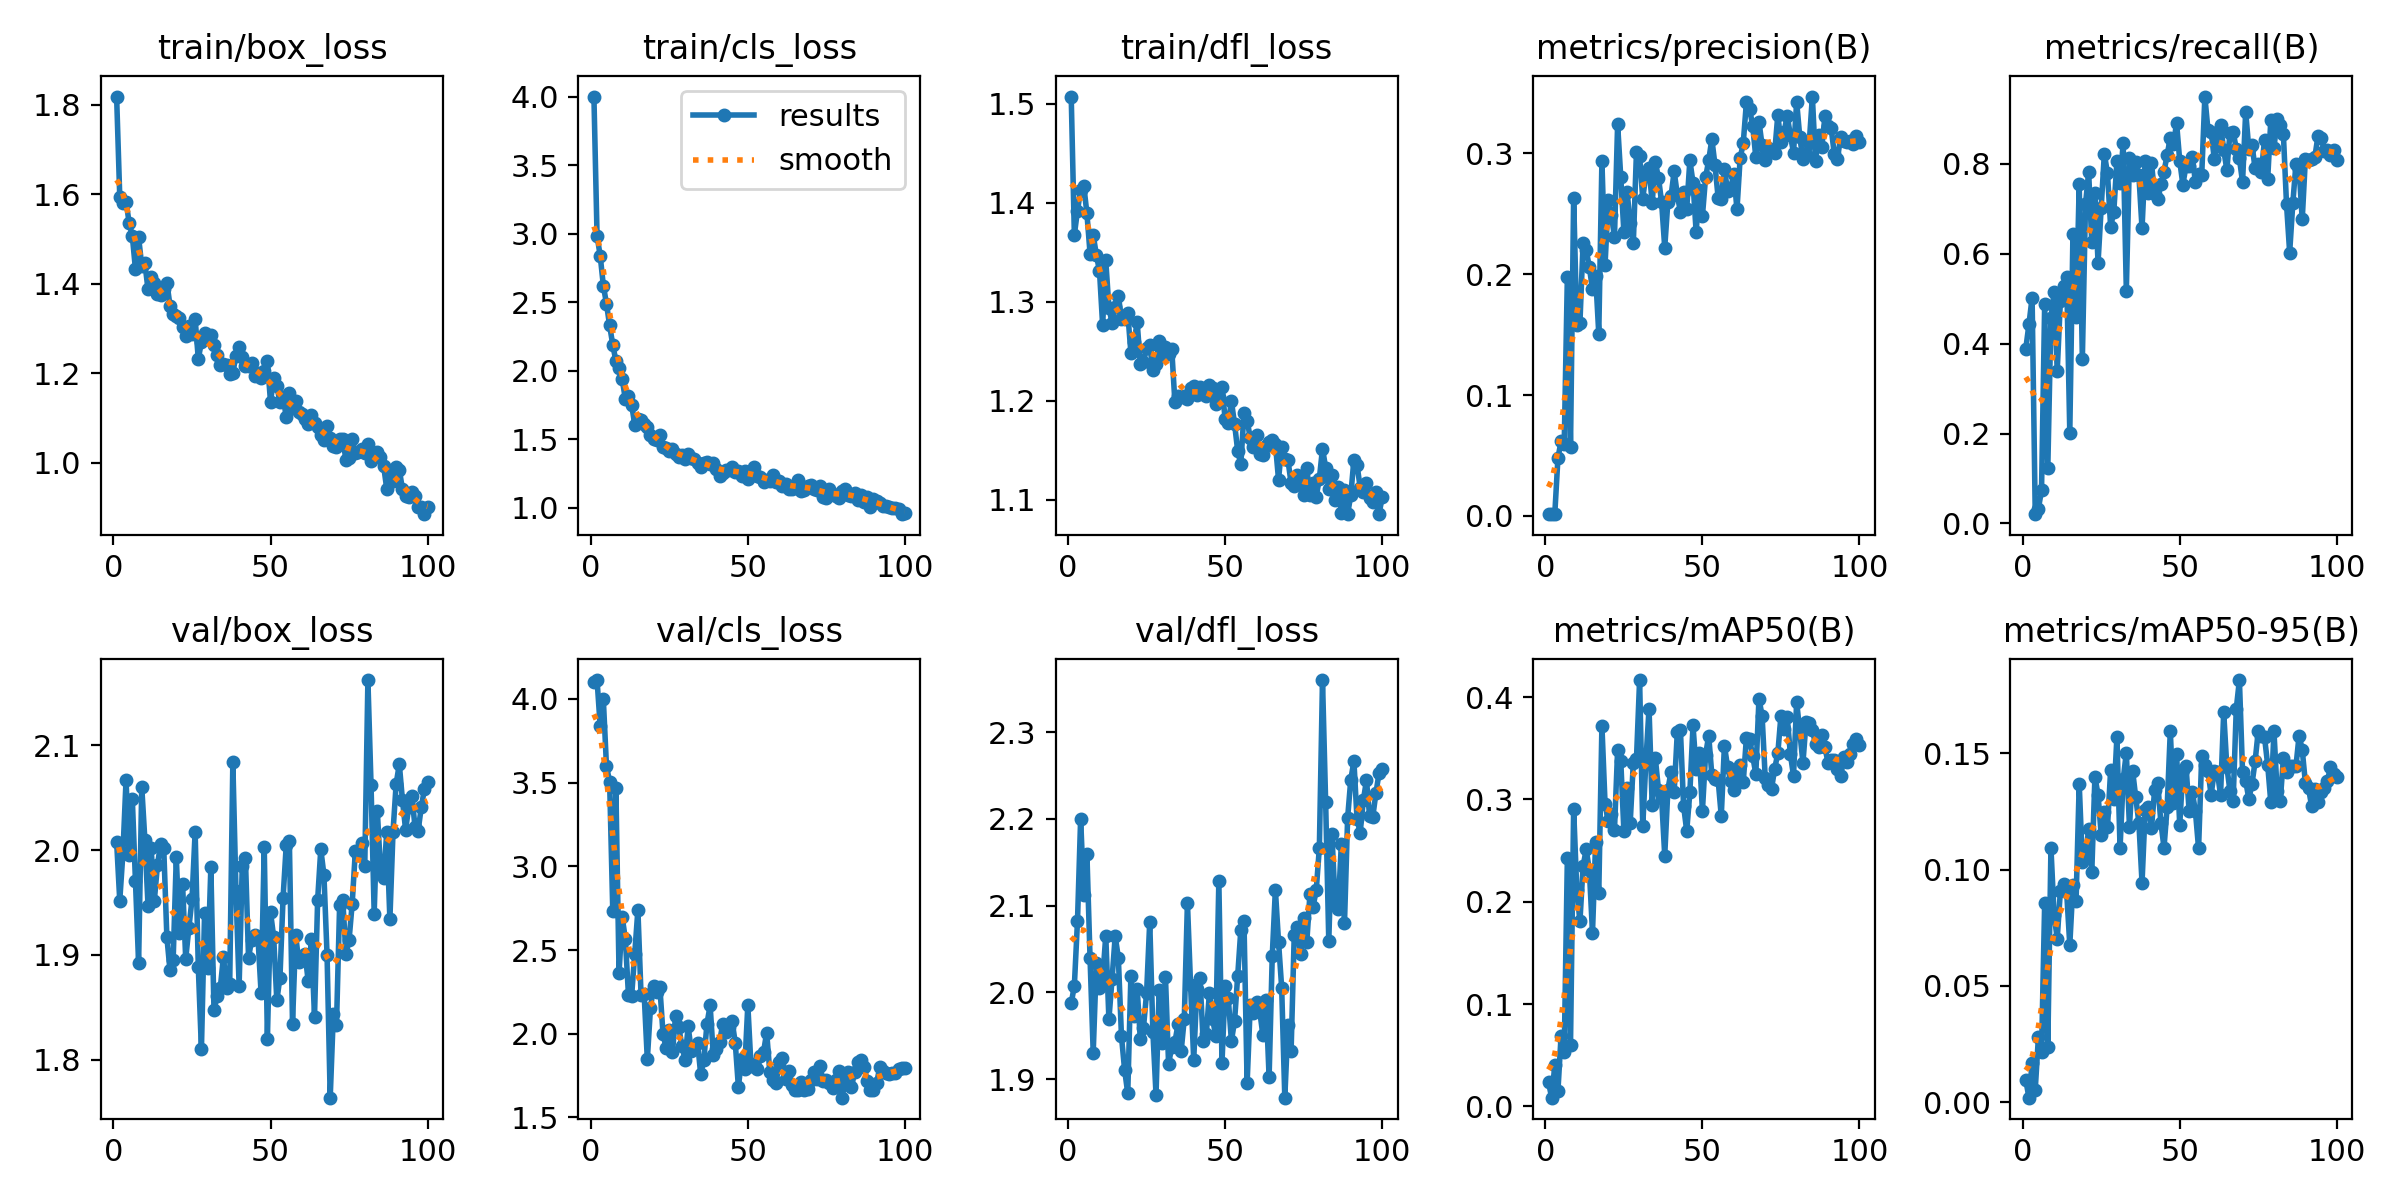 train/box_loss
1.8
1.6
1.4
1.2
1.0
0 50 100
train/cls_loss
results
smooth
4.0
3.5
3.0
2.5
2.0
1.5
1.0
0 50 100
train/dfl_loss
1.5
1.4
1.3
1.2
1.1
0 50 100
metrics/precision(B)
0.3
0.2
0.1
0.0
0 50 100
metrics/recall(B)
0.8
0.6
0.4
0.2
0.0
0 50 100
val/box_loss
2.1
2.0
1.9
1.8
0 50 100
val/cls_loss
4.0
3.5
3.0
2.5
2.0
1.5
0 50 100
val/dfl_loss
2.3
2.2
2.1
2.0
1.9
0 50 100
metrics/mAP50(B)
0.4
0.3
0.2
0.1
0.0
0 50 100
metrics/mAP50-95(B)
0.15
0.10
0.05
0.00
0 50 100